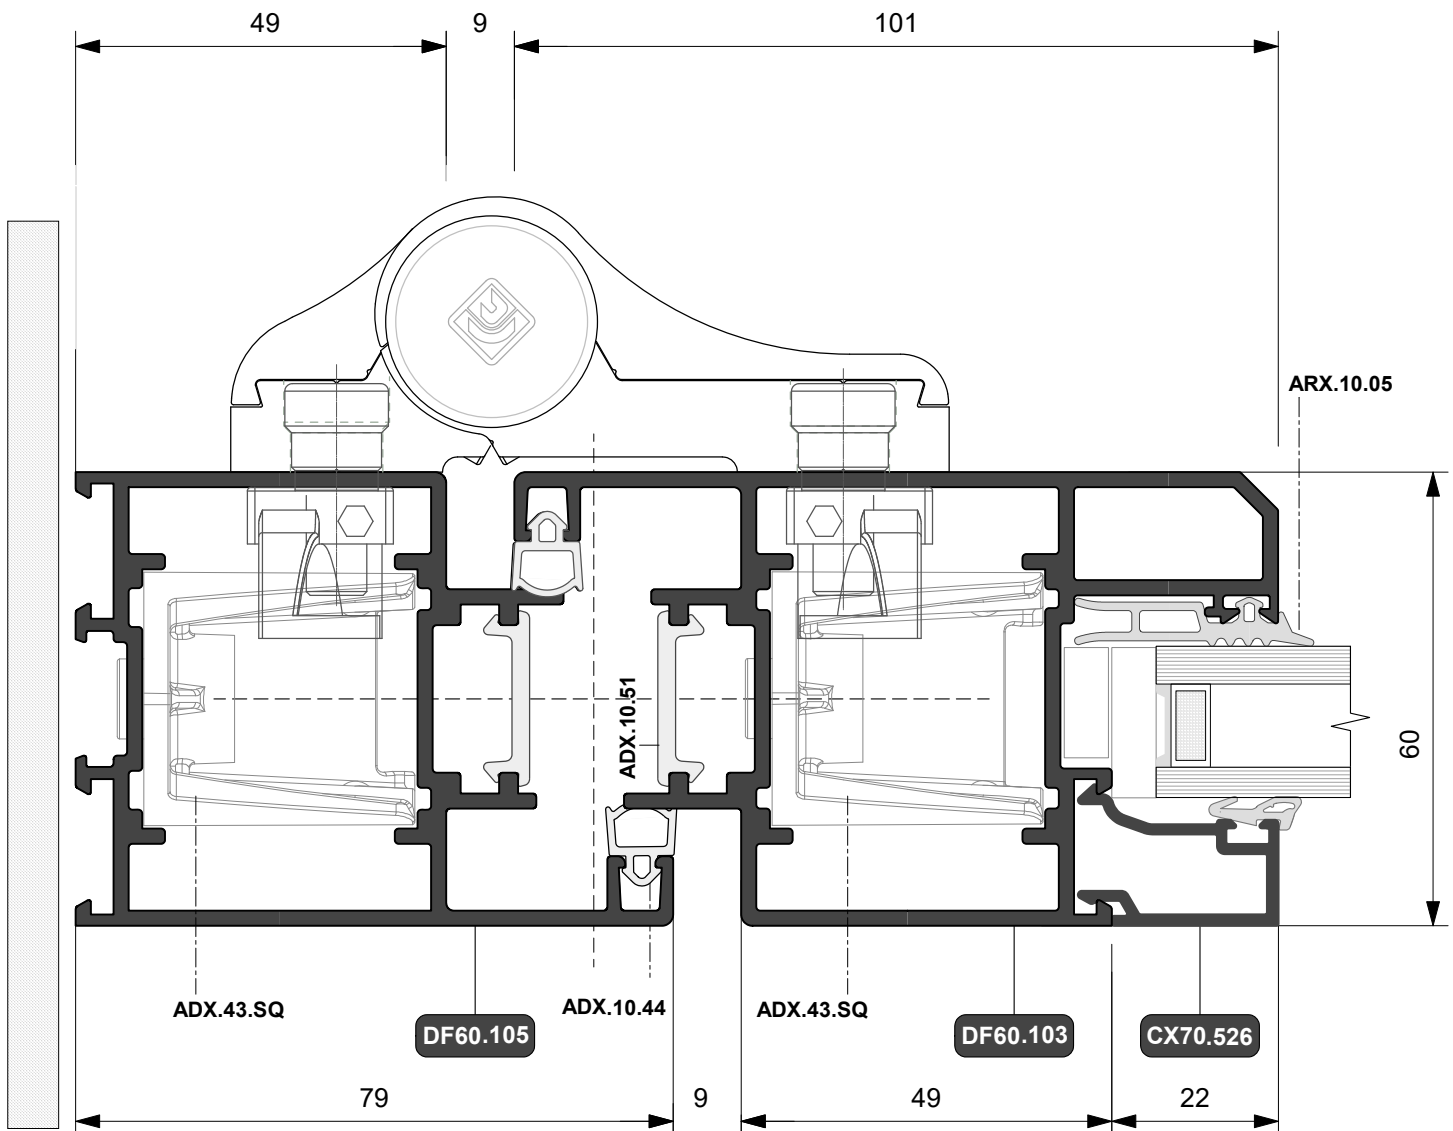 49
9
101
ARX.10.05
ADX.10.51
60
ADX.43.SQ
DF60.105
ADX.10.44
ADX.43.SQ
DF60.103
CX70.526
79
9
49
22